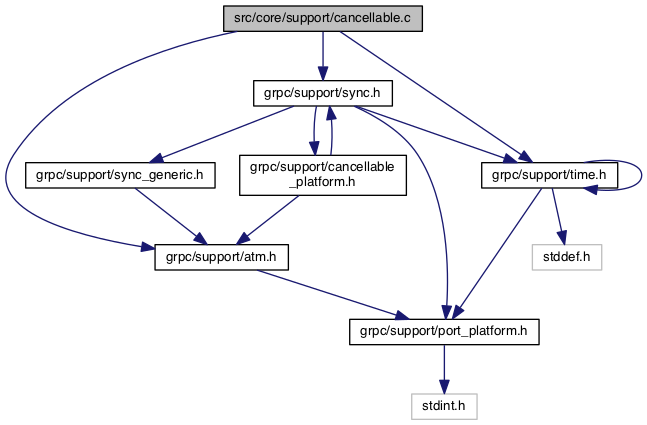 src/core/support/cancellable.c
grpc/support/sync.h
grpc/support/sync_generic.h
grpc/support/cancellable
_platform.h
grpc/support/time.h
grpc/support/atm.h
stddef.h
grpc/support/port_platform.h
stdint.h